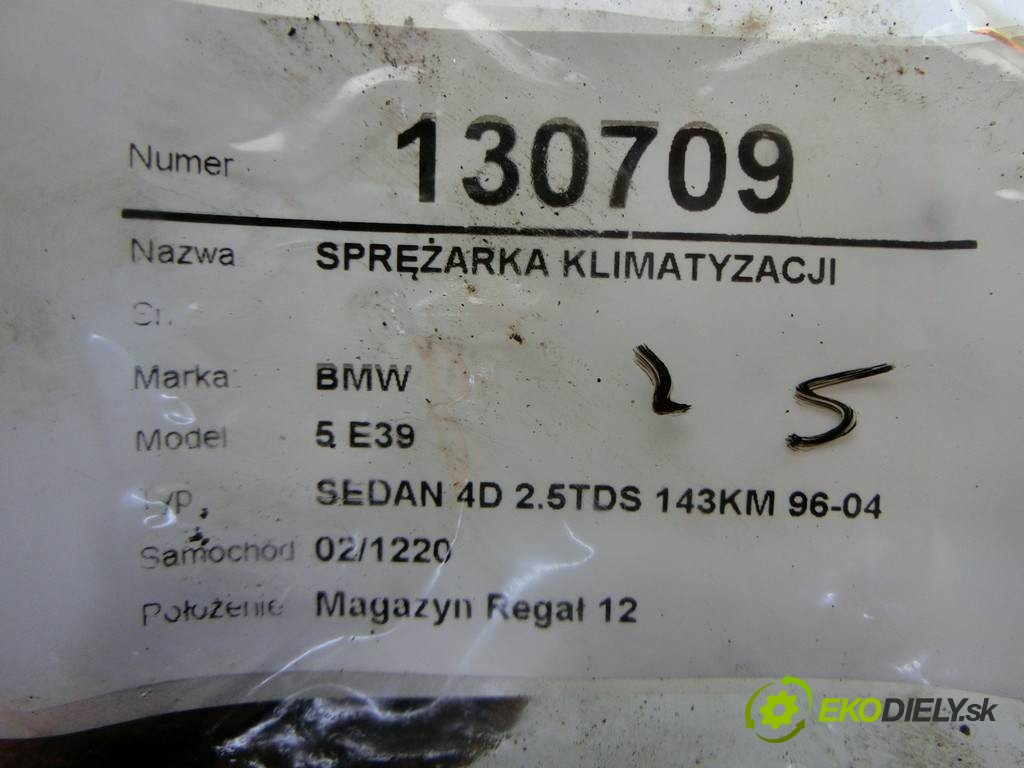 Numer 130709
Nazwa SPRĘŻARKA KLIMATYZACJI
Marka BMW
Model 5 E39
Typ SEDAN 4D 2.5TDS 143KM 96-04
Samochód 02/1220
Położenie Magazyn Regał 12
EKODIELY.sk